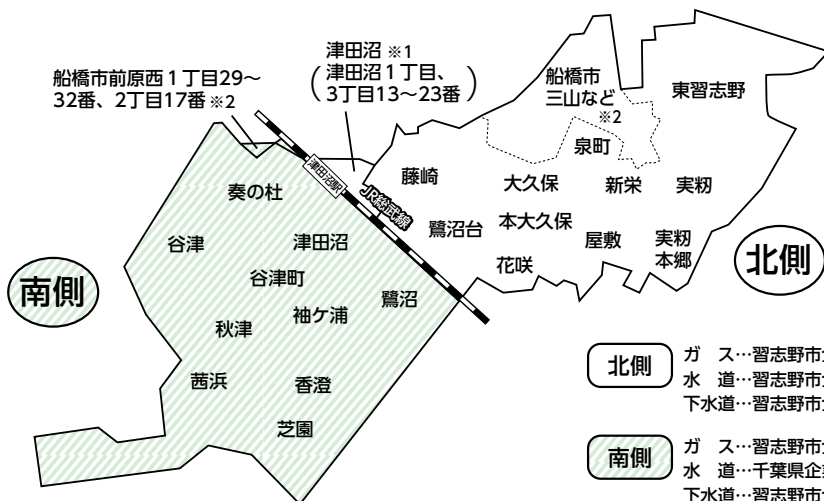 船橋市前原西1丁目29～
32番、2丁目17番 ※2
津田沼 ※1
(津田沼1丁目、
3丁目13～23番)
船橋市
三山など
※2
東習志野
泉町
津田沼駅
JR総武線
藤崎
大久保
新栄
実籾
奏の杜
鷺沼台
本大久保
屋敷
実籾
本郷
花咲
北側
谷津
津田沼
谷津町
鷺沼
南側
袖ケ浦
秋津
茜浜
香澄
芝園
北側
ガ ス…習志野市
水 道…習志野市
下水道…習志野市
南側
ガ ス…習志野市
水 道…千葉県企
下水道…習志野市